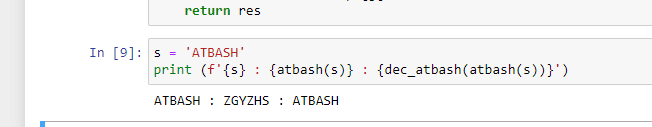 return res
In [9]: s = 'ATBASH'
print (f'{s} : {atbash(s)} : {dec_atbash(atbash(s))}')
ATBASH : ZGYZHS : ATBASH